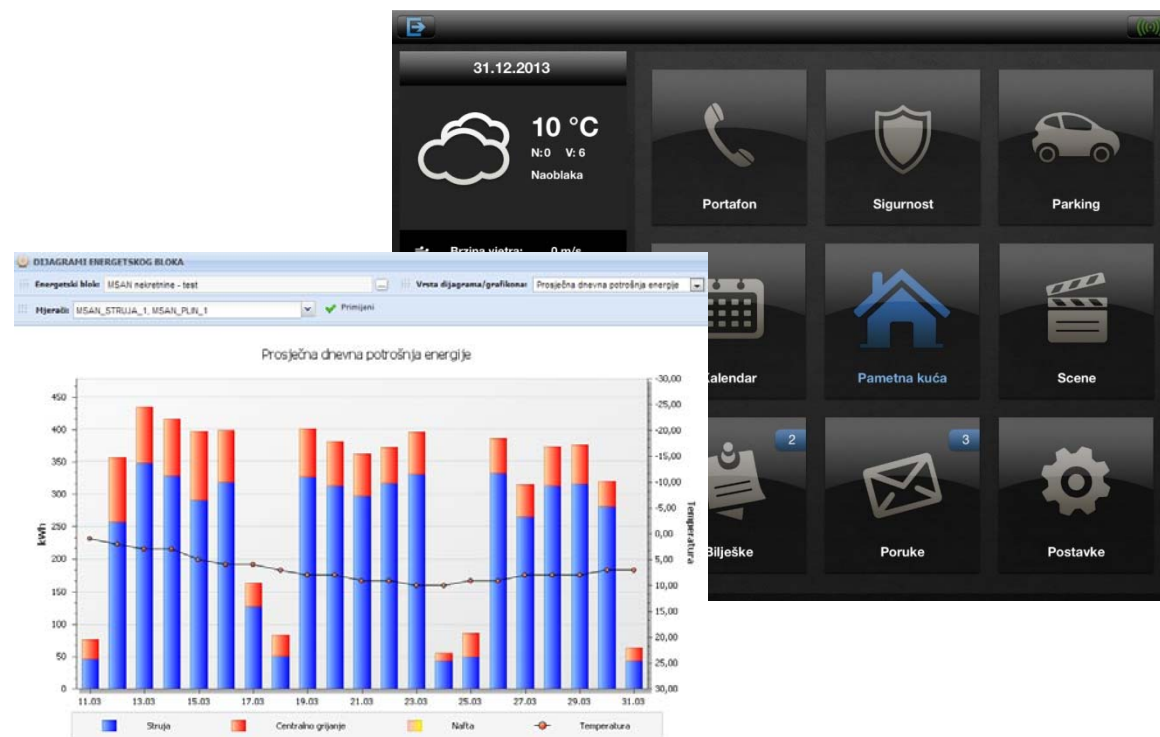 31.12.2013
10 °C
N:0 V: 6
Naoblaka
Brzina vjetra: 0 m/s
Portafon
Sigurnost
Parking
Kalendar
Pametna kuća
Scene
2
Bilješke
3
Poruke
Postavke
DIJAGRAMI ENERGETSKOG BLOKA
Energetski blok: MSAN nekretnine - test ... Vrsta dijagrama/grafikona: Prosječna dnevna potrošnja energije
Mjerači: MSAN_STRUJA_1, MSAN_PLIN_1 Primijeni
Prosječna dnevna potrošnja energije
kWh
450
400
350
300
250
200
150
100
50
0
-30,00
-25,00
-20,00
-15,00
-10,00
-5,00
0,00
5,00
10,00
15,00
20,00
25,00
30,00
Temperatura
11.03 13.03 15.03 17.03 19.03 21.03 23.03 25.03 27.03 29.03 31.03
Struja Centralno grijanje Nafta Temperatura